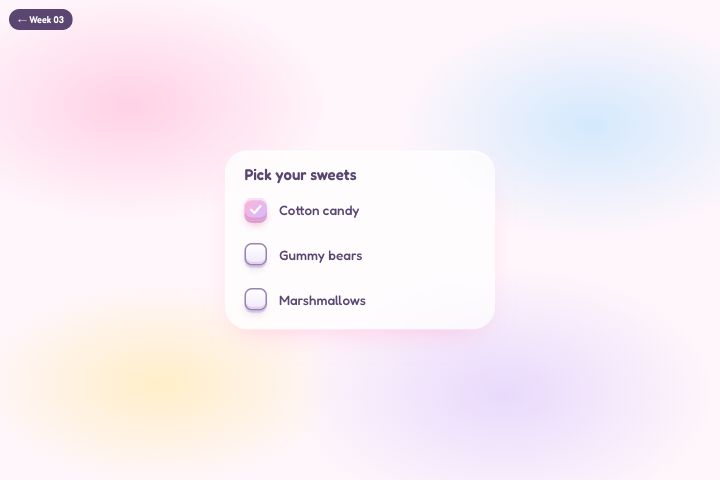 ← Week 03
Pick your sweets
Cotton candy
Gummy bears
Marshmallows